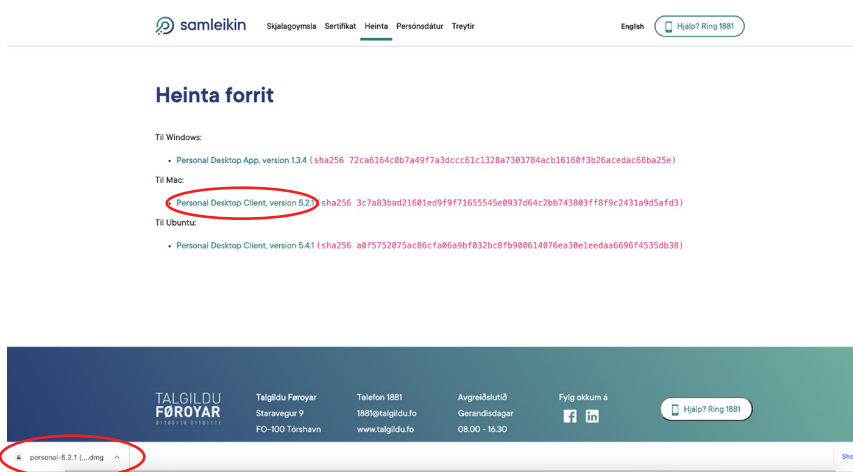 samleikin
Skjalagoymsla Sertifikat Heinta Persónsdátur Treytir
English
Hjálp? Ring 1881
Heinta forrit
Til Windows:
• Personal Desktop App, version 1.3.4 (sha256 72ca6164c0b7a49f7a3dccc61c1328a7303784acb16160f3b26acedac66ba25e)
Til Mac:
• Personal Desktop Client, version 5.2.1 (sha256 3c7a83bad21601ed9f9f71655545e0937d64c2bb743803ff8f9c2431a9d5afd3)
Til Ubuntu:
• Personal Desktop Client, version 5.4.1 (sha256 a0f5752075ac86cfa06a9bf032bc8fb900614076ea30e1eedaa6696f4535db38)
TALGILDU
FØROYAR
Talgildu Føroyar
Staravegur 9
FO-100 Tórshavn
Telefon 1881
1881@talgildu.fo
www.talgildu.fo
Avgreiðslutíð
Gerandisdagar
08.00 - 16.30
Fylg okkum á
Hjálp? Ring 1881
personal-5.2.1 (....dmg
Sho